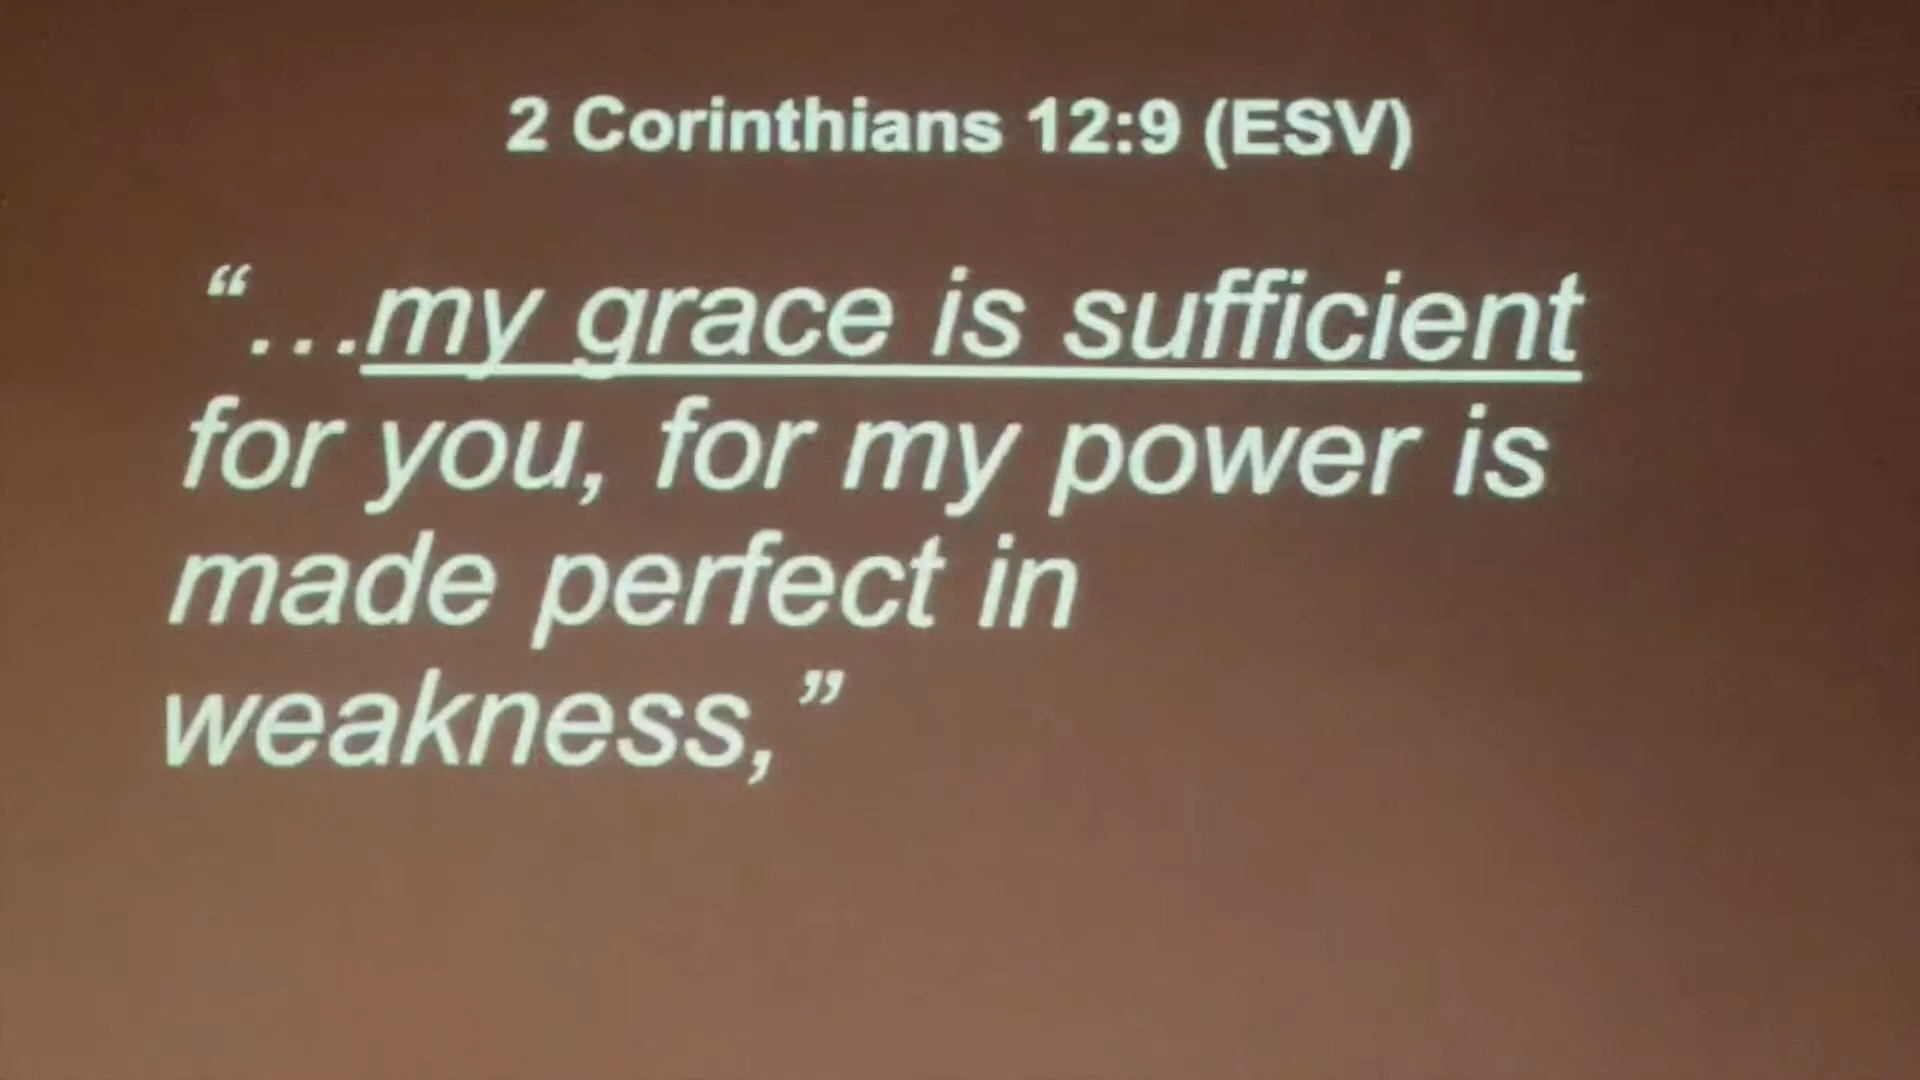 2 Corinthians 12:9 (ESV)
“…my grace is sufficient
for you, for my power is
made perfect in
weakness,”